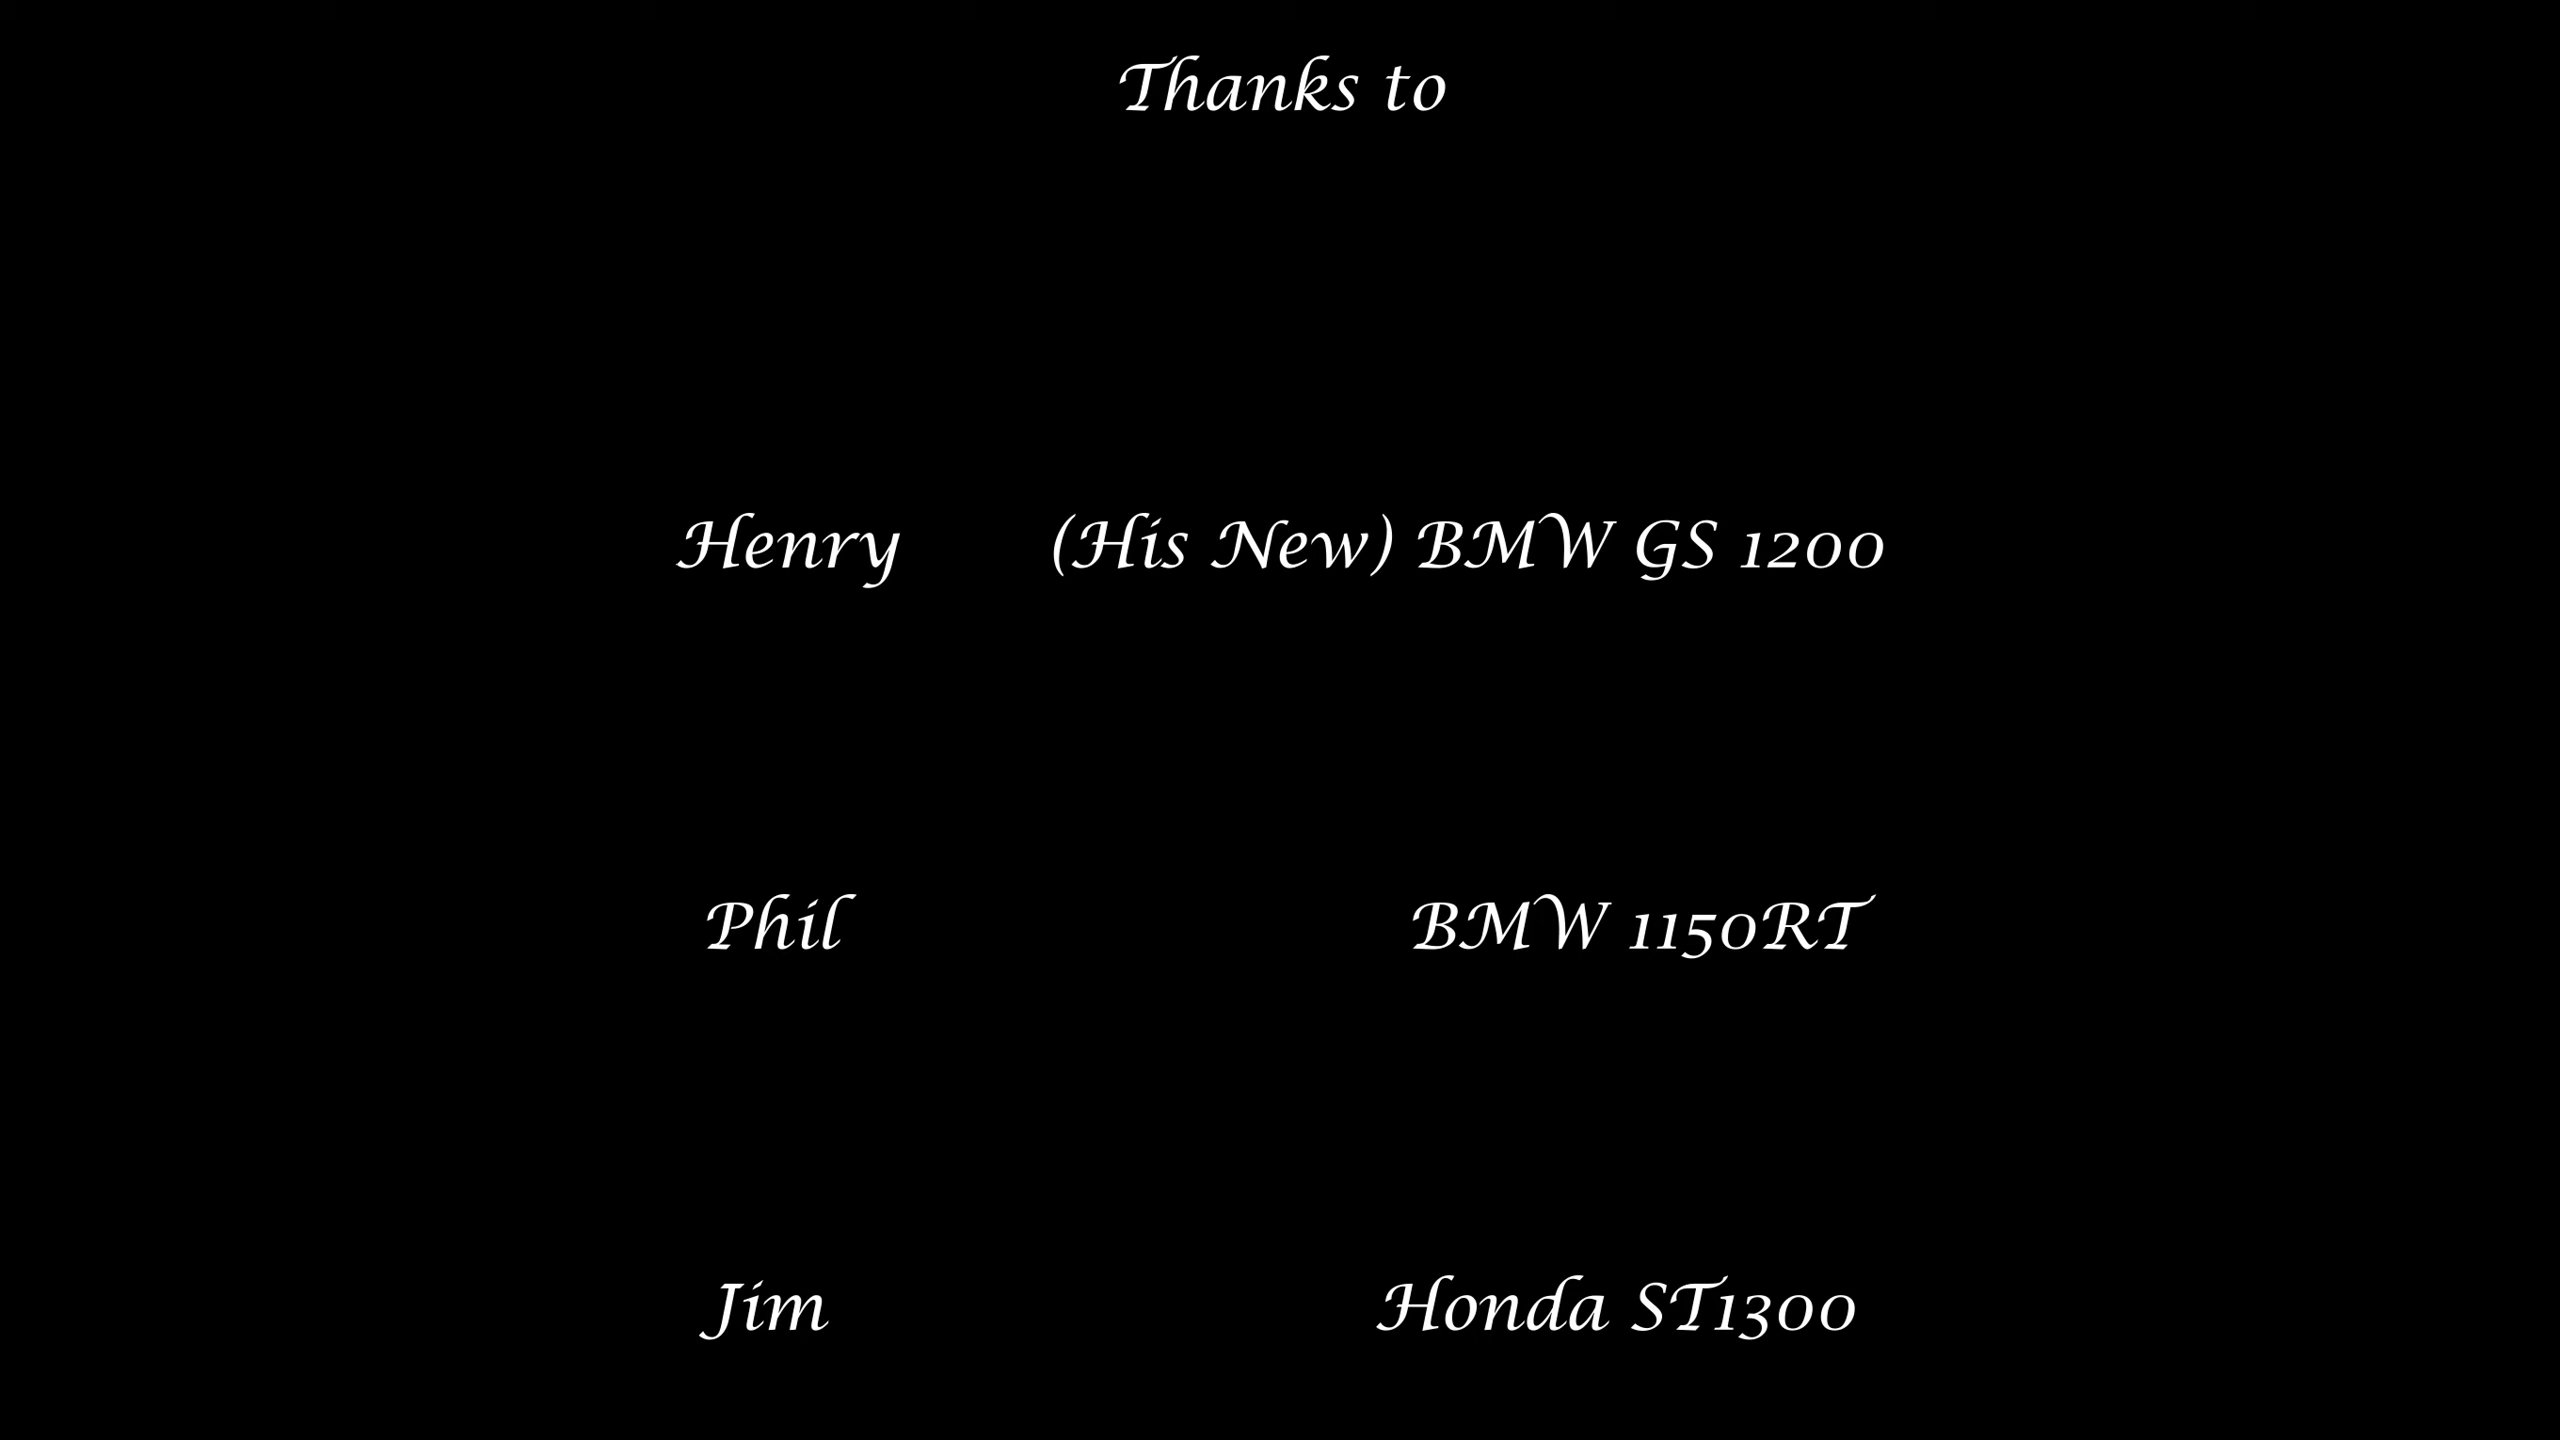 Thanks to
Henry (His New) BMW GS 1200
Phil BMW 1150RT
Jim Honda ST1300